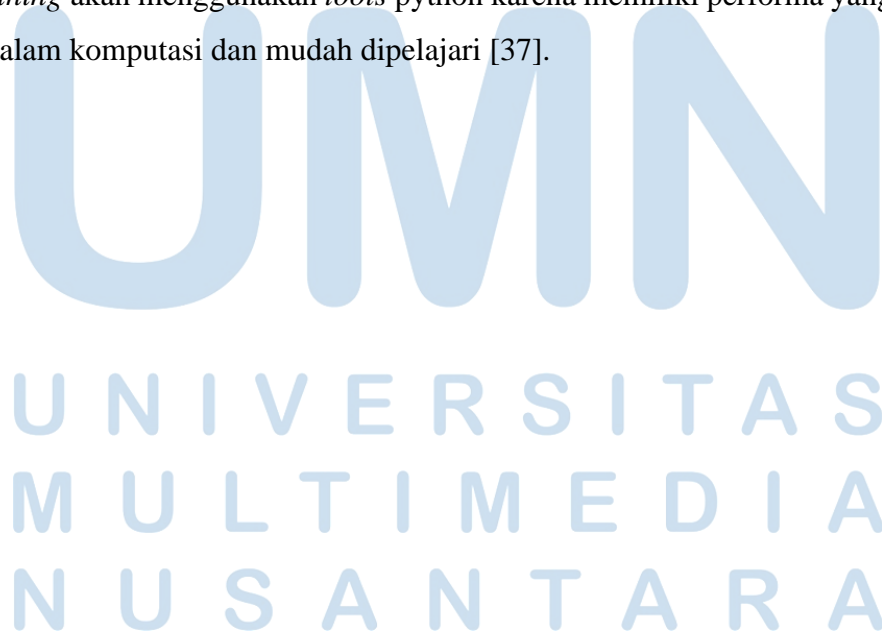 ning akan menggunakan tools python karena memiliki performa yang
alam komputasi dan mudah dipelajari [37].
UMN
UNIVERSITAS
MULTIMEDIA
NUSANTARA